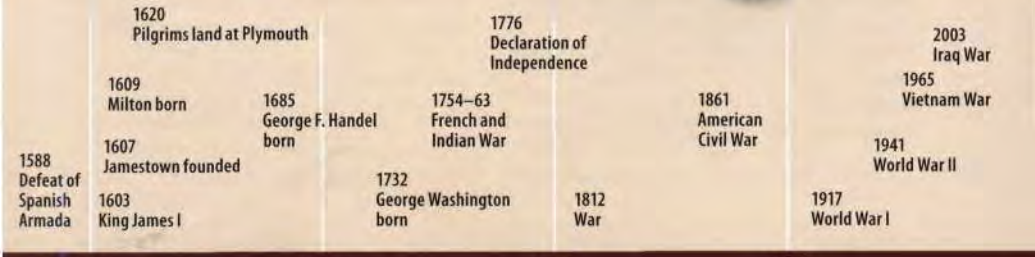 1588
Defeat of
Spanish
Armada
1603
King James I
1607
Jamestown founded
1609
Milton born
1620
Pilgrims land at Plymouth
1685
George F. Handel
born
1732
George Washington
born
1754–63
French and
Indian War
1776
Declaration of
Independence
1812
War
1861
American
Civil War
1917
World War I
1941
World War II
1965
Vietnam War
2003
Iraq War